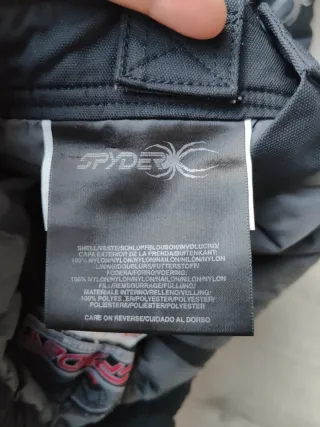 SPYDER
SHELL/VESTE/SCHLUPFBLOUSON/INVOLUCRO/
CAPA EXTERIOR DE LA PRENDA/BUITENKANT:
100% NYLON/NYLON/NYLON/NAILON/NILON/NYLON
LINING/DOUBLURE/FUTTERSTOFF/
FODERA/FORRO/VOERING:
100% NYLON/NYLON/NYLON/NAILON/NILON/NYLON
FILL/REMBOURRAGE/FULLUNG/
MATERIALE INTERNO/RELLENO/VULLING:
100% POLYESTER/POLYESTER/
POLIESTER/POLIESTERE/POLYESTER
CARE ON REVERSE/CUIDADO AL DORSO